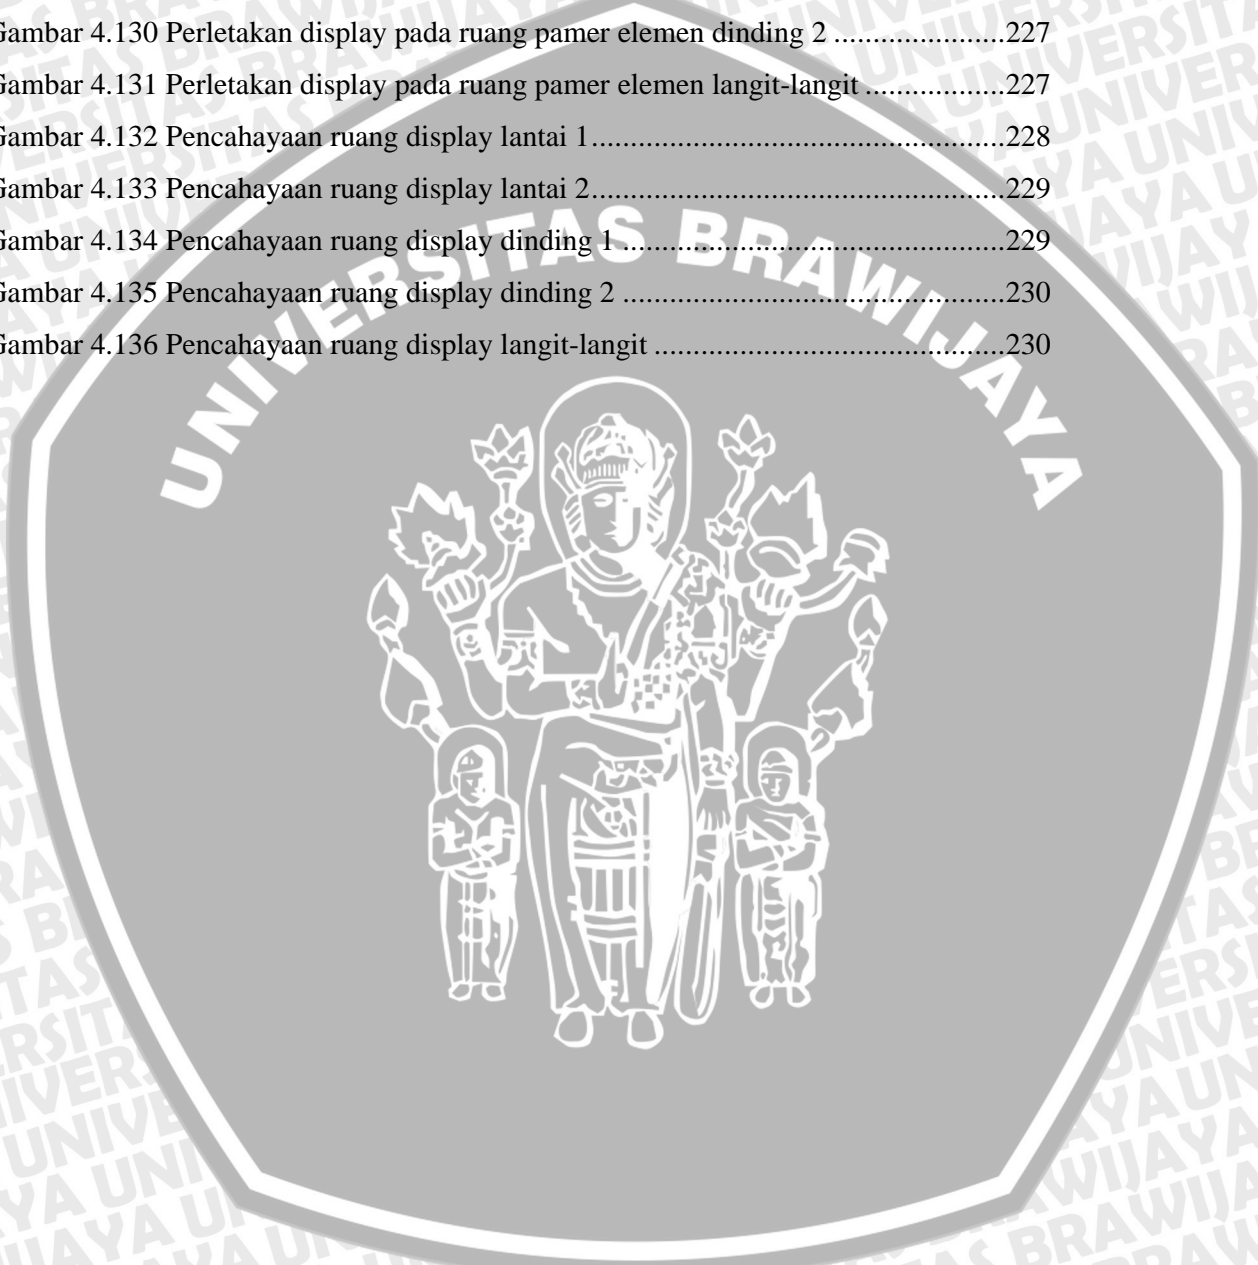 Gambar 4.130 Perletakan display pada ruang pamer elemen dinding 2 ......................227
Gambar 4.131 Perletakan display pada ruang pamer elemen langit-langit ..................227
Gambar 4.132 Pencahayaan ruang display lantai 1.....................................................228
Gambar 4.133 Pencahayaan ruang display lantai 2.....................................................229
Gambar 4.134 Pencahayaan ruang display dinding 1 .................................................229
Gambar 4.135 Pencahayaan ruang display dinding 2 .................................................230
Gambar 4.136 Pencahayaan ruang display langit-langit .............................................230
UNIVERSITAS BRAWIJAYA